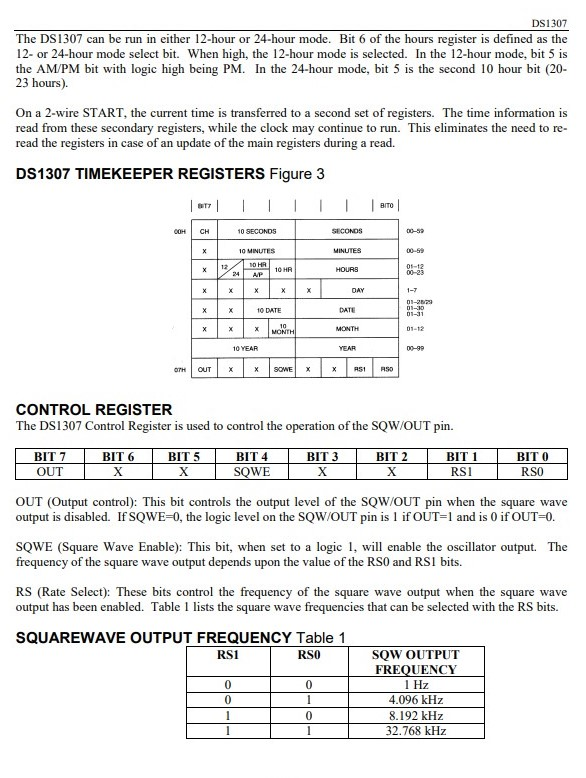 DS1307
The DS1307 can be run in either 12-hour or 24-hour mode. Bit 6 of the hours register is defined as the
12- or 24-hour mode select bit. When high, the 12-hour mode is selected. In the 12-hour mode, bit 5 is
the AM/PM bit with logic high being PM. In the 24-hour mode, bit 5 is the second 10 hour bit (20-
23 hours).
On a 2-wire START, the current time is transferred to a second set of registers. The time information is
read from these secondary registers, while the clock may continue to run. This eliminates the need to re-
read the registers in case of an update of the main registers during a read.
DS1307 TIMEKEEPER REGISTERS Figure 3
BIT7 BIT0
00H CH 10 SECONDS SECONDS 00-59
X 10 MINUTES MINUTES 00-59
X 12/24 10 HR A/P 10 HR HOURS 01-12 00-23
X X X X X DAY 1-7
X X 10 DATE DATE 01-28/29 01-30 01-31
X X X 10 MONTH MONTH 01-12
10 YEAR YEAR 00-99
07H OUT X X SQWE X X RS1 RS0
CONTROL REGISTER
The DS1307 Control Register is used to control the operation of the SQW/OUT pin.
BIT 7 BIT 6 BIT 5 BIT 4 BIT 3 BIT 2 BIT 1 BIT 0
OUT X X SQWE X X RS1 RS0
OUT (Output control): This bit controls the output level of the SQW/OUT pin when the square wave
output is disabled. If SQWE=0, the logic level on the SQW/OUT pin is 1 if OUT=1 and is 0 if OUT=0.
SQWE (Square Wave Enable): This bit, when set to a logic 1, will enable the oscillator output. The
frequency of the square wave output depends upon the value of the RS0 and RS1 bits.
RS (Rate Select): These bits control the frequency of the square wave output when the square wave
output has been enabled. Table 1 lists the square wave frequencies that can be selected with the RS bits.
SQUAREWAVE OUTPUT FREQUENCY Table 1
RS1 RS0 SQW OUTPUT
FREQUENCY
0 0 1 Hz
0 1 4.096 kHz
1 0 8.192 kHz
1 1 32.768 kHz